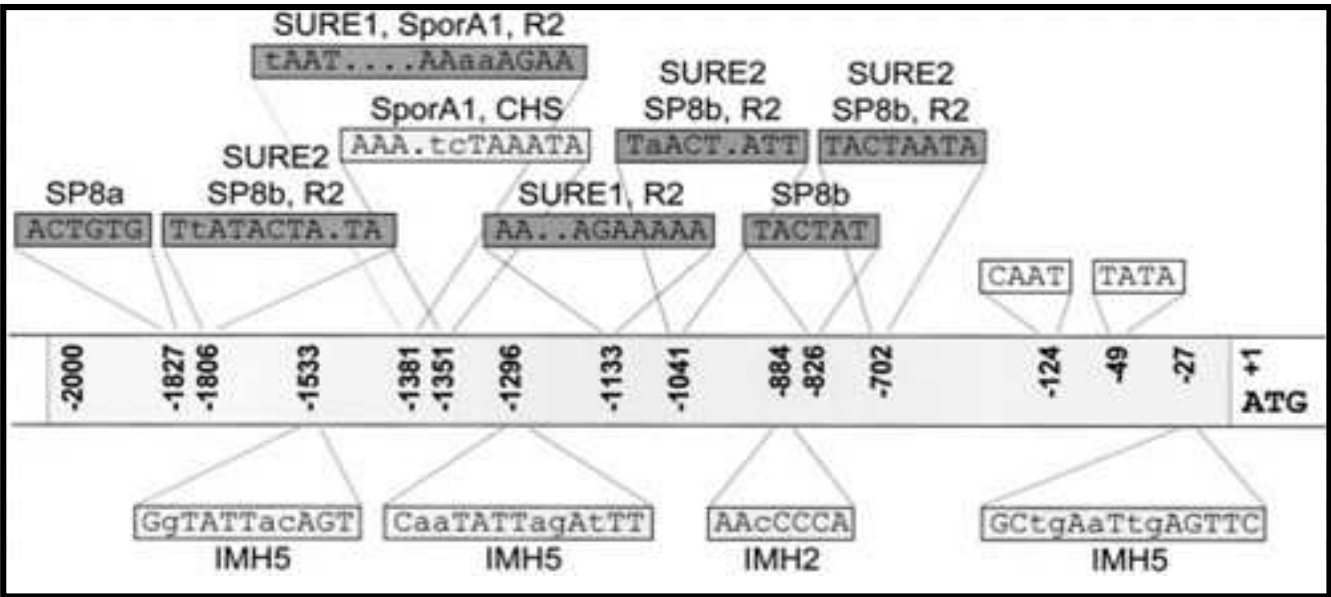 SURE1, SporA1, R2
tAAT....AAaaAGAA
SporA1, CHS
AAA.tcTAAATA
SURE2
SP8b, R2
TaACT.ATT
SURE2
SP8b, R2
TACTAATA
SP8a
ACTGTG
SURE2
SP8b, R2
TtATACTA.TA
SURE1, R2
AA..AGAAAAA
SP8b
TACTAT
CAAT
TATA
-2000
-1827
-1806
-1533
-1381
-1351
-1296
-1133
-1041
-884
-826
-702
-124
-49
-27
+1
ATG
GgTATTacAGT
IMH5
CaaTATTagAtTT
IMH5
AAcCCCA
IMH2
GCtgAaTtgAGTTC
IMH5